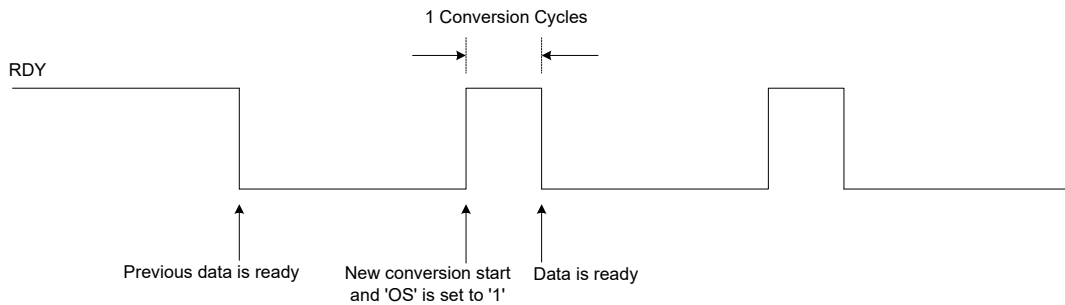 1 Conversion Cycles
RDY
Previous data is ready
New conversion start
and 'OS' is set to '1'
Data is ready